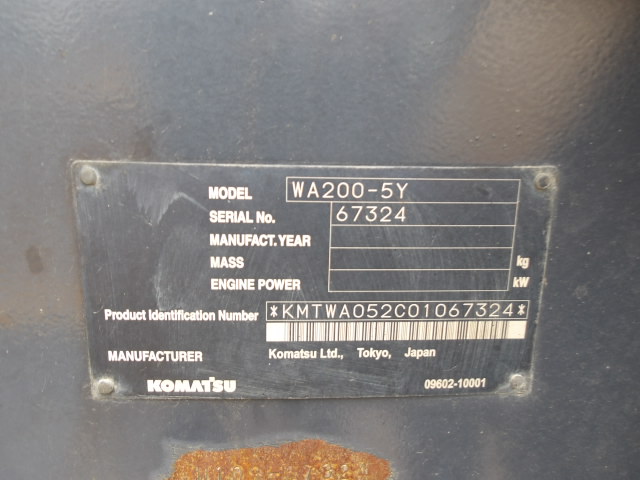 MODEL WA200-5Y
SERIAL No. 67324
MANUFACT. YEAR
MASS kg
ENGINE POWER kW
Product Identification Number *KMTWA052C01067324*
MANUFACTURER Komatsu Ltd., Tokyo, Japan
KOMATSU 09602-10001